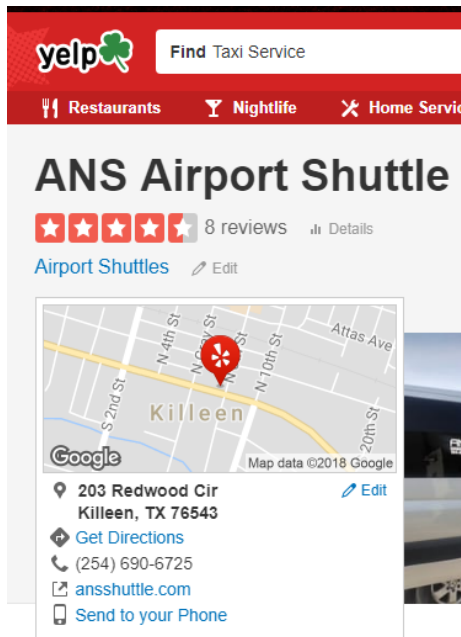 yelp
Find Taxi Service
Restaurants Nightlife Home Servic
ANS Airport Shuttle
8 reviews Details
Airport Shuttles Edit
Attas Ave
N 4th St
N Gray St
N 10th St
S 2nd St
Killeen
20th St
Google
Map data ©2018 Google
203 Redwood Cir Edit
Killeen, TX 76543
Get Directions
(254) 690-6725
ansshuttle.com
Send to your Phone